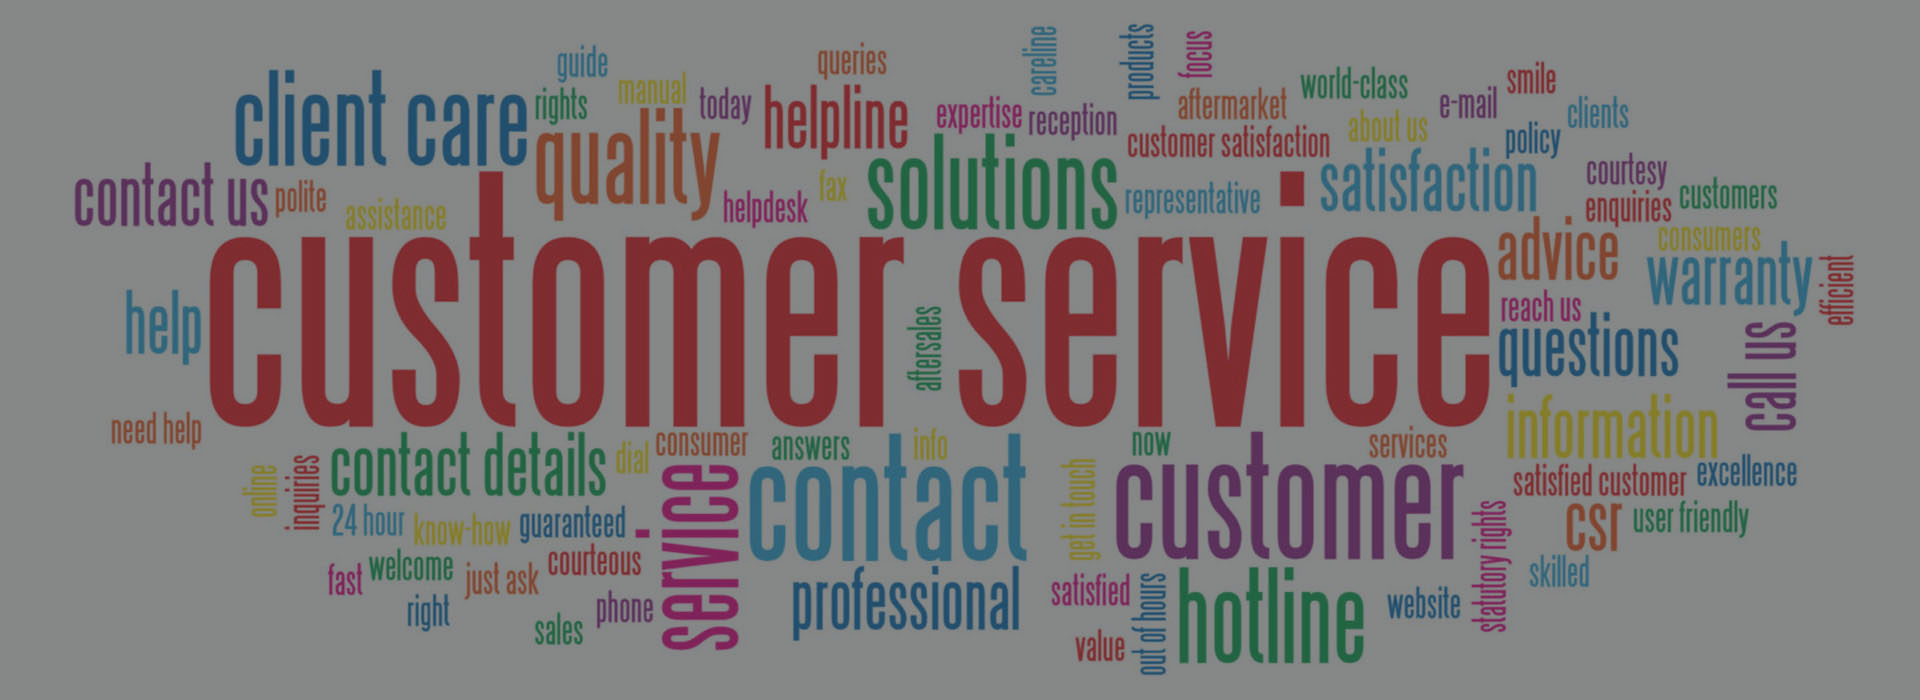 careline
products
focus
guide
queries
client care
rights
manual
today
helpline
expertise
reception
aftermarket
world-class
e-mail
smile
clients
quality
customer satisfaction
about us
policy
contact us
polite
assistance
helpdesk
fax
solutions
representative
satisfaction
courtesy
enquiries
customers
customer service
advice
consumers
warranty
efficient
help
aftersales
reach us
questions
call us
need help
information
online
inquiries
contact details
dial
consumer
answers
info
now
services
satisfied customer
excellence
24 hour
know-how
guaranteed
service
contact
get in touch
customer
statutory rights
csr
user friendly
fast
welcome
just ask
courteous
professional
satisfied
out of hours
hotline
website
skilled
right
sales
phone
value